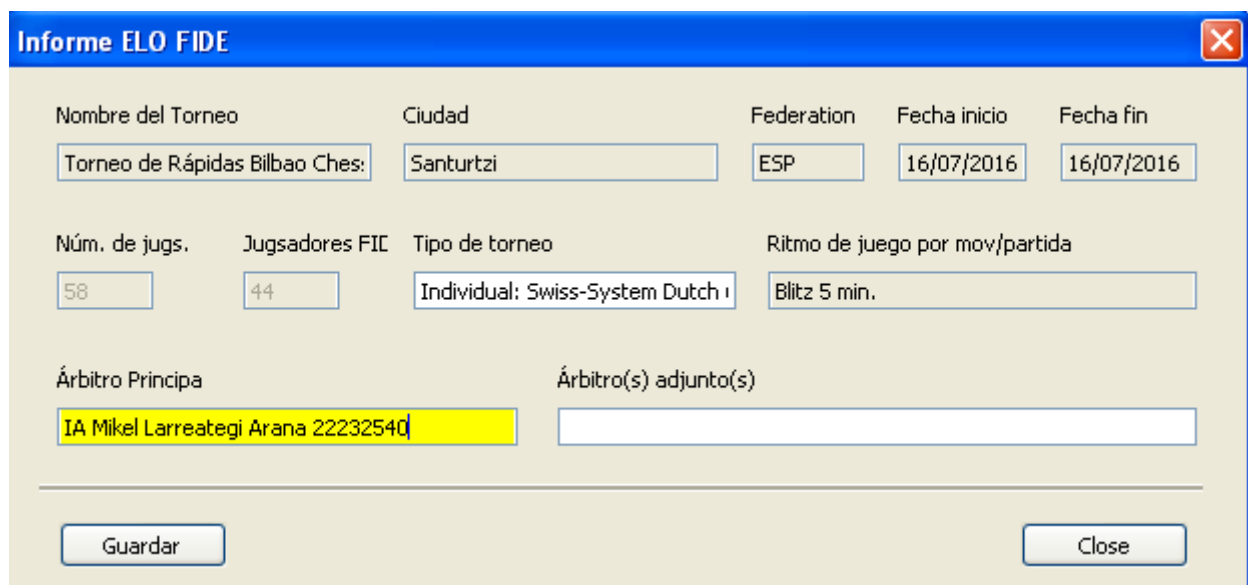 Informe ELO FIDE
Nombre del Torneo Ciudad Federation Fecha inicio Fecha fin
Torneo de Rápidas Bilbao Ches Santurtzi ESP 16/07/2016 16/07/2016
Núm. de jugs. Jugsadores FID Tipo de torneo Ritmo de juego por mov/partida
58 44 Individual: Swiss-System Dutch Blitz 5 min.
Árbitro Principa Árbitro(s) adjunto(s)
IA Mikel Larreategi Arana 22232540
Guardar Close